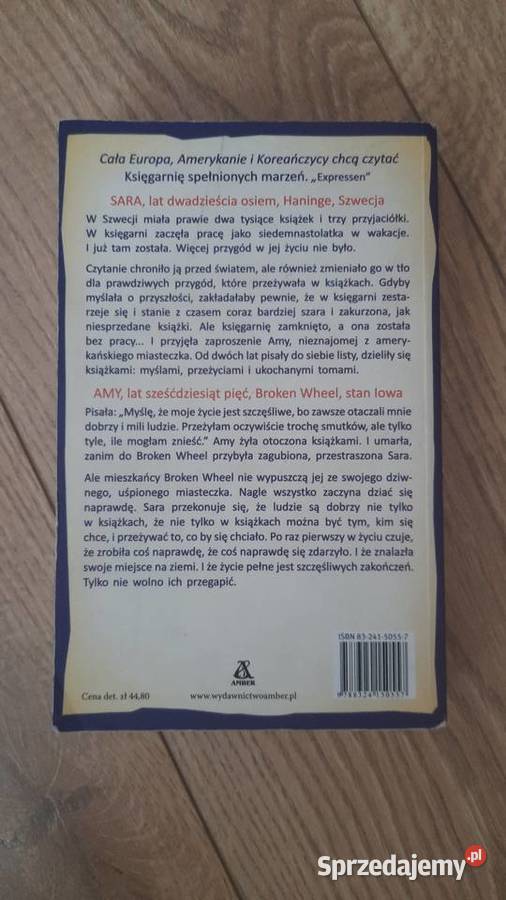 Cała Europa, Amerykanie i Koreańczycy chcą czytać
Księgarnię spełnionych marzeń. „Expressen”
SARA, lat dwadzieścia osiem, Haninge, Szwecja
W Szwecji miała prawie dwa tysiące książek i trzy przyjaciółki.
W księgarni zaczęła pracę jako siedemnastolatka w wakacje.
I już tam została. Więcej przygód w jej życiu nie było.
Czytanie chroniło ją przed światem, ale również zmieniało go w tło
dla prawdziwych przygód, które przeżywała w książkach. Gdyby
myślała o przyszłości, zakładałaby pewnie, że w księgarni zesta-
rzeje się i stanie z czasem coraz bardziej szara i zakurzona, jak
niesprzedane książki. Ale księgarnię zamknięto, a ona została
bez pracy... I przyjęła zaproszenie Amy, nieznajomej z amery-
kańskiego miasteczka. Od dwóch lat pisały do siebie listy, dzieliły się
książkami: myślami, przeżyciami i ukochanymi tomami.
AMY, lat sześćdziesiąt pięć, Broken Wheel, stan Iowa
Pisała: „Myślę, że moje życie jest szczęśliwe, bo zawsze otaczali mnie
dobrzy i mili ludzie. Przeżyłam oczywiście trochę smutków, ale tylko
tyle, ile mogłam znieść.” Amy żyła otoczona książkami. I umarła,
zanim do Broken Wheel przybyła zagubiona, przestraszona Sara.
Ale mieszkańcy Broken Wheel nie wypuszczą jej ze swojego dziw-
nego, uśpionego miasteczka. Nagle wszystko zaczyna dziać się
naprawdę. Sara przekonuje się, że ludzie są dobrzy nie tylko
w książkach, że nie tylko w książkach można być tym, kim się
chce, i przeżywać to, co by się chciało. Po raz pierwszy w życiu czuje,
że zrobiła coś naprawdę, że coś naprawdę się zdarzyło. I że znalazła
swoje miejsce na ziemi. I że życie pełne jest szczęśliwych zakończeń.
Tylko nie wolno ich przegapić.
ISBN 83-241-5055-7
AMBER
Cena det. zł 44,80
www.wydawnictwoamber.pl
9 788324 150557
Sprzedajemy.pl